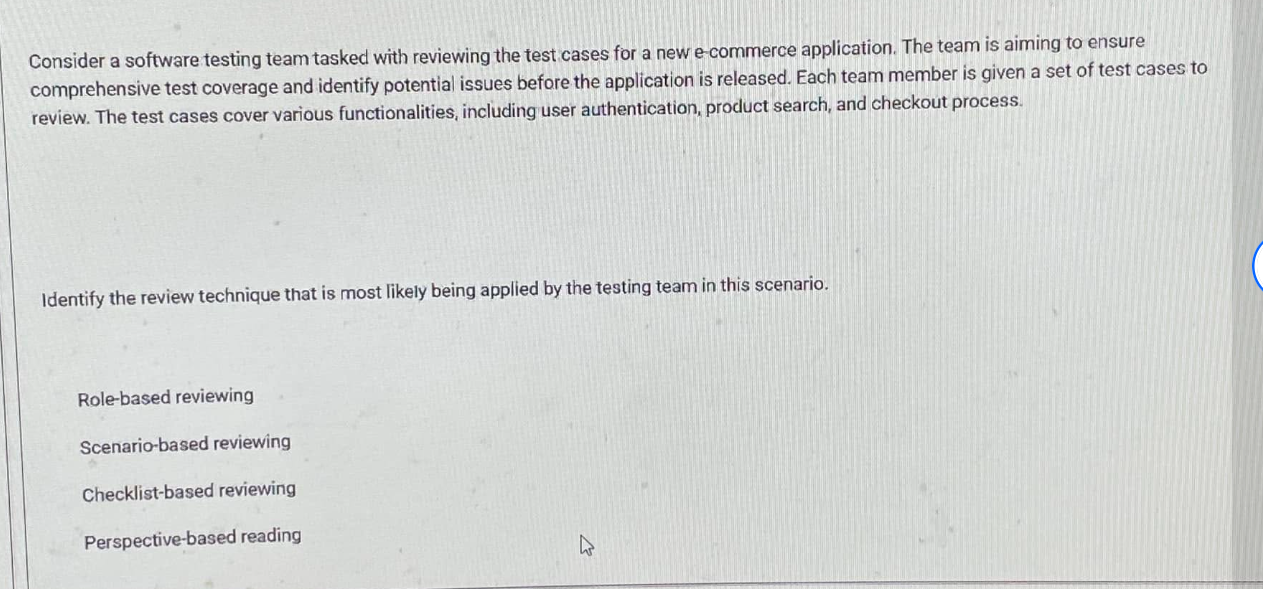 Consider a software testing team tasked with reviewing the test cases for a new e-commerce application. The team is aiming to ensure
comprehensive test coverage and identify potential issues before the application is released. Each team member is given a set of test cases to
review. The test cases cover various functionalities, including user authentication, product search, and checkout process.
Identify the review technique that is most likely being applied by the testing team in this scenario.
Role-based reviewing
Scenario-based reviewing
Checklist-based reviewing
Perspective-based reading